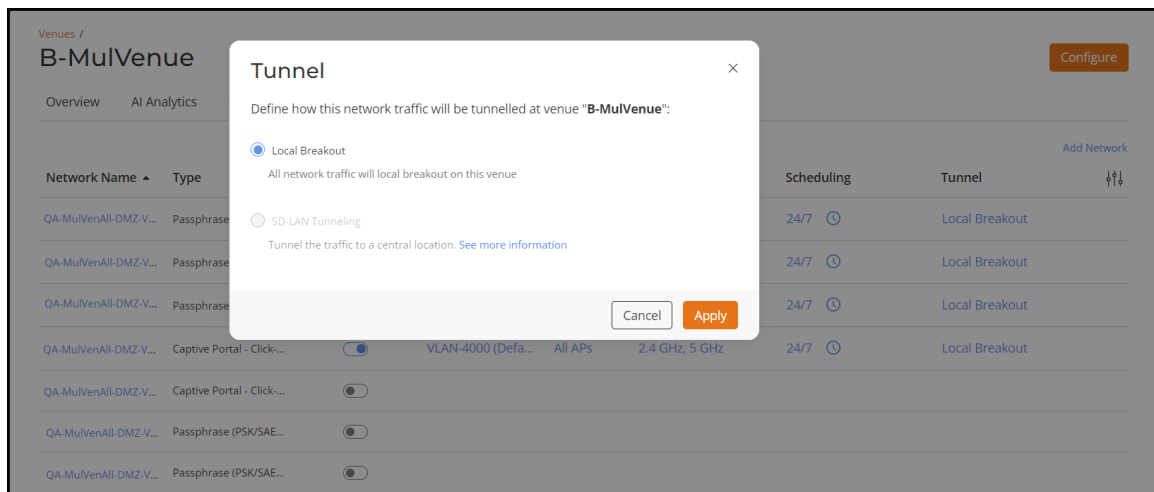 Venues /
B-MulVenue
Configure
Overview AI Analytics
Tunnel
Define how this network traffic will be tunnelled at venue "B-MulVenue":
Local Breakout
All network traffic will local breakout on this venue
SD-LAN Tunneling
Tunnel the traffic to a central location. See more information
Cancel Apply
Add Network
Network Name Type Scheduling Tunnel
QA-MulVenAll-DMZ-V... Passphrase 24/7 Local Breakout
QA-MulVenAll-DMZ-V... Passphrase 24/7 Local Breakout
QA-MulVenAll-DMZ-V... Passphrase 24/7 Local Breakout
QA-MulVenAll-DMZ-V... Captive Portal - Click-... VLAN-4000 (Defa... All APs 2.4 GHz, 5 GHz 24/7 Local Breakout
QA-MulVenAll-DMZ-V... Captive Portal - Click-...
QA-MulVenAll-DMZ-V... Passphrase (PSK/SAE...
QA-MulVenAll-DMZ-V... Passphrase (PSK/SAE...